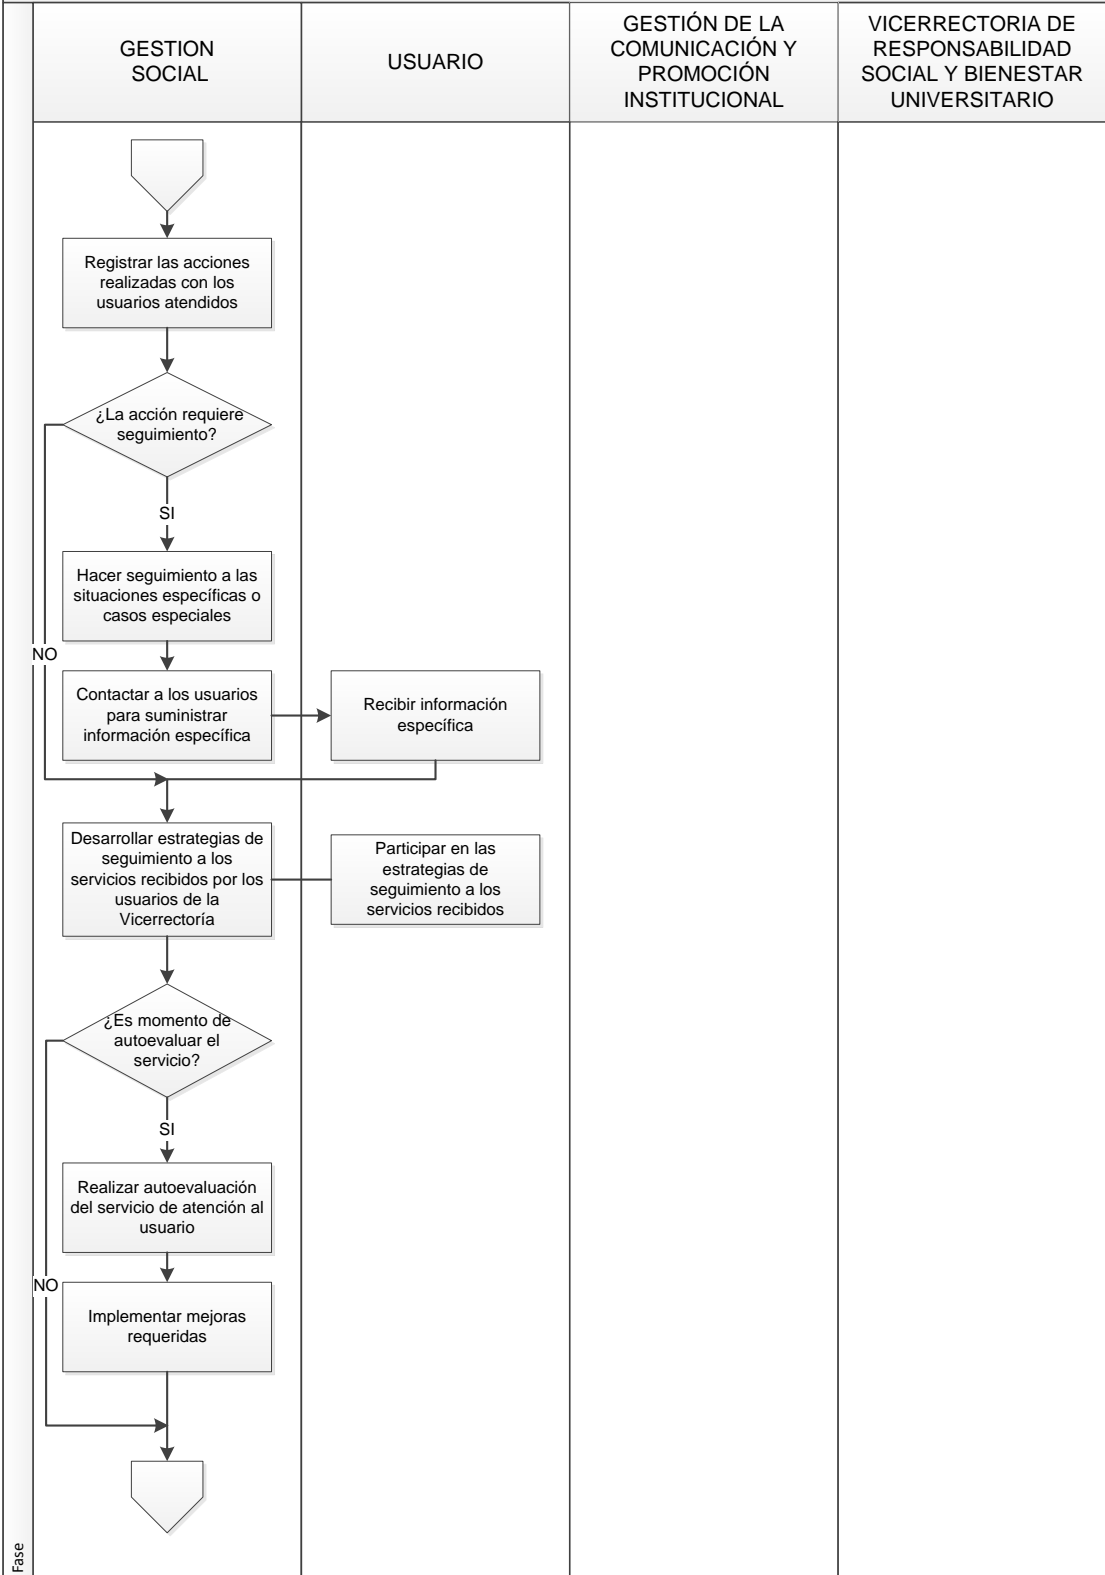 GESTION
SOCIAL
USUARIO
GESTIÓN DE LA
COMUNICACIÓN Y
PROMOCIÓN
INSTITUCIONAL
VICERRECTORIA DE
RESPONSABILIDAD
SOCIAL Y BIENESTAR
UNIVERSITARIO
Registrar las acciones
realizadas con los
usuarios atendidos
¿La acción requiere
seguimiento?
SI
Hacer seguimiento a las
situaciones específicas o
casos especiales
NO
Contactar a los usuarios
para suministrar
información específica
Recibir información
específica
Desarrollar estrategias de
seguimiento a los
servicios recibidos por los
usuarios de la
Vicerrectoría
Participar en las
estrategias de
seguimiento a los
servicios recibidos
¿Es momento de
autoevaluar el
servicio?
SI
Realizar autoevaluación
del servicio de atención al
usuario
NO
Implementar mejoras
requeridas
Fase